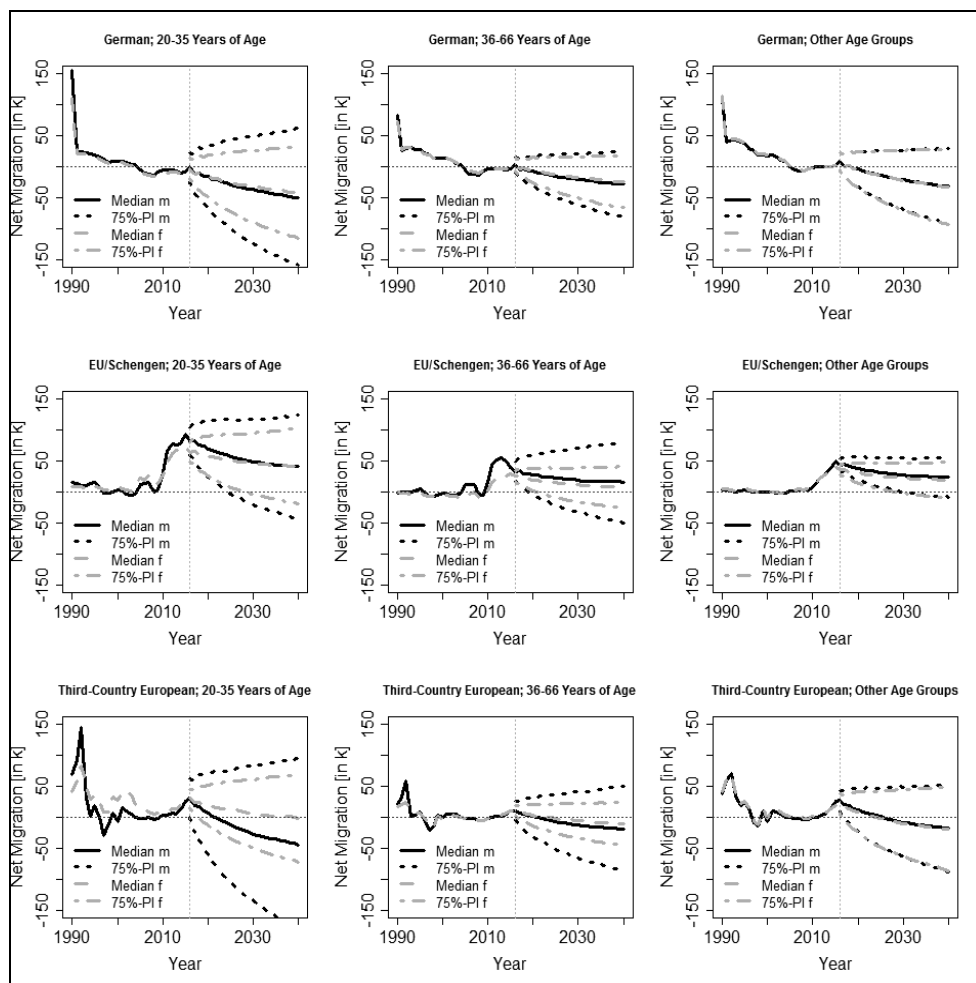 German; 20-35 Years of Age
Net Migration [in k]
150
50
-50
-150
Median m
75%-PI m
Median f
75%-PI f
1990
2010
2030
Year
German; 36-66 Years of Age
Net Migration [in k]
150
50
-50
-150
Median m
75%-PI m
Median f
75%-PI f
1990
2010
2030
Year
German; Other Age Groups
Net Migration [in k]
150
50
-50
-150
Median m
75%-PI m
Median f
75%-PI f
1990
2010
2030
Year
EU/Schengen; 20-35 Years of Age
Net Migration [in k]
150
50
-50
-150
Median m
75%-PI m
Median f
75%-PI f
1990
2010
2030
Year
EU/Schengen; 36-66 Years of Age
Net Migration [in k]
150
50
-50
-150
Median m
75%-PI m
Median f
75%-PI f
1990
2010
2030
Year
EU/Schengen; Other Age Groups
Net Migration [in k]
150
50
-50
-150
Median m
75%-PI m
Median f
75%-PI f
1990
2010
2030
Year
Third-Country European; 20-35 Years of Age
Net Migration [in k]
150
50
-50
-150
Median m
75%-PI m
Median f
75%-PI f
1990
2010
2030
Year
Third-Country European; 36-66 Years of Age
Net Migration [in k]
150
50
-50
-150
Median m
75%-PI m
Median f
75%-PI f
1990
2010
2030
Year
Third-Country European; Other Age Groups
Net Migration [in k]
150
50
-50
-150
Median m
75%-PI m
Median f
75%-PI f
1990
2010
2030
Year